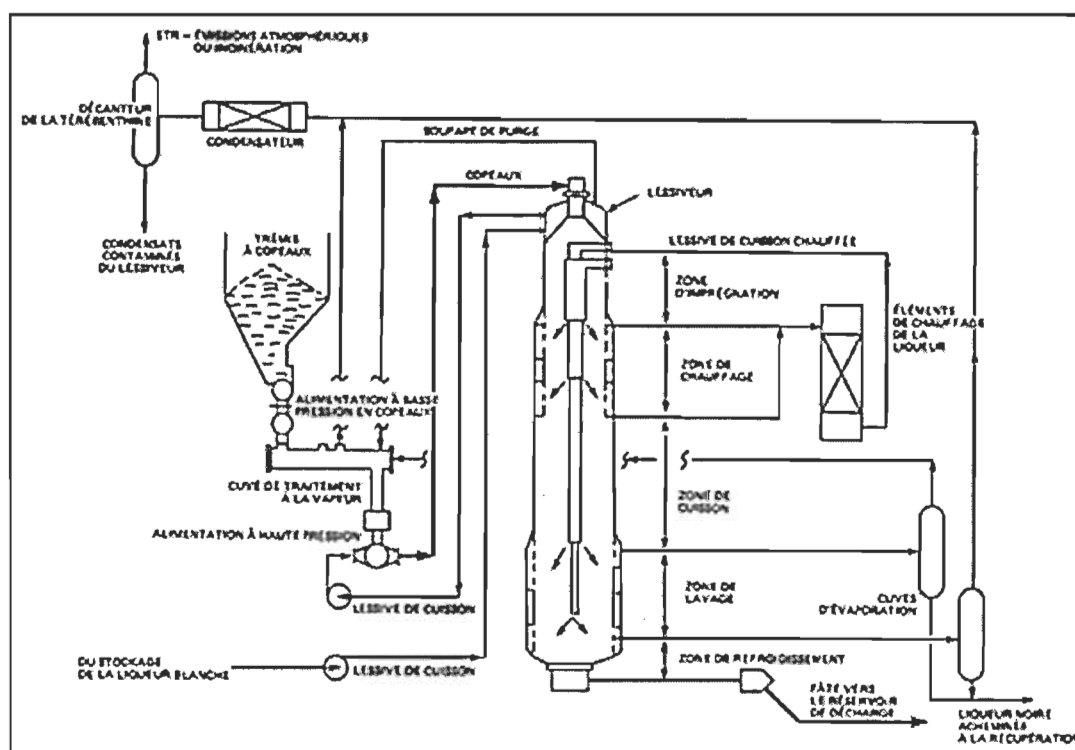 STR – ÉMISSIONS ATMOSPHÉRIQUES
OU INCINÉRATION
DÉCANTEUR
DE LA TÉRÉBENTHINE
CONDENSATEUR
SOUPAPE DE PURGE
COPEAUX
LESSIVEUR
CONDENSATS
CONTAMINÉS
DU LESSIVEUR
TRÉMIE
À COPEAUX
LESSIVE DE CUISSON CHAUFFÉE
ZONE
D'IMPRÉGNATION
ÉLÉMENTS
DE CHAUFFAGE
DE LA
LIQUEUR
ZONE DE
CHAUFFAGE
ALIMENTATION À BASSE
PRESSION EN COPEAUX
CUVE DE TRAITEMENT
À LA VAPEUR
ZONE DE
CUISSON
ALIMENTATION À HAUTE PRESSION
ZONE DE
LAVAGE
CUVES
D'ÉVAPORATION
LESSIVE DE CUISSON
DU STOCKAGE
DE LA LIQUEUR BLANCHE
LESSIVE DE CUISSON
ZONE DE REFROIDISSEMENT
PÂTE VERS
LE RÉSERVOIR
DE DÉCHARGE
LIQUEUR NOIRE
ACHEMINÉE
À LA RÉCUPÉRATION